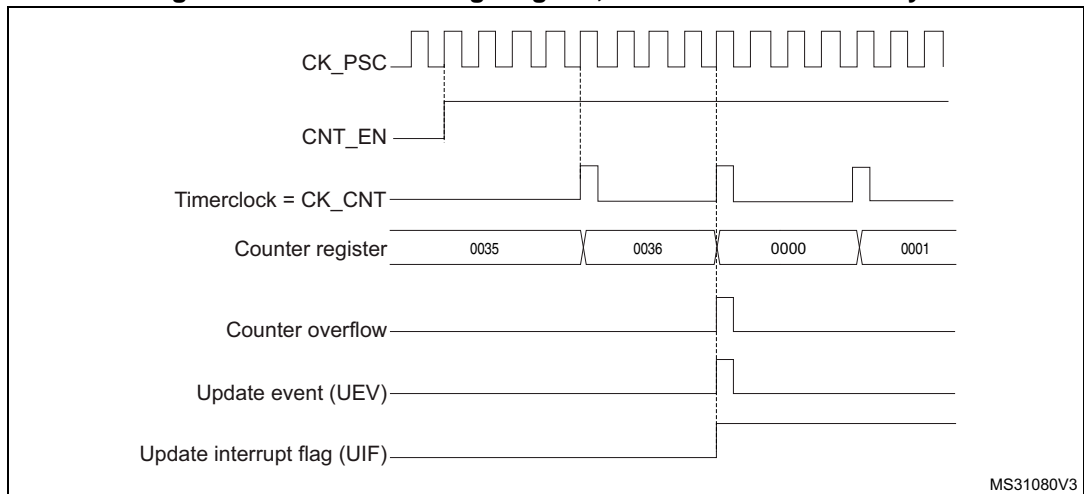 CK_PSC
CNT_EN
Timerclock = CK_CNT
Counter register 0035 0036 0000 0001
Counter overflow
Update event (UEV)
Update interrupt flag (UIF)
MS31080V3